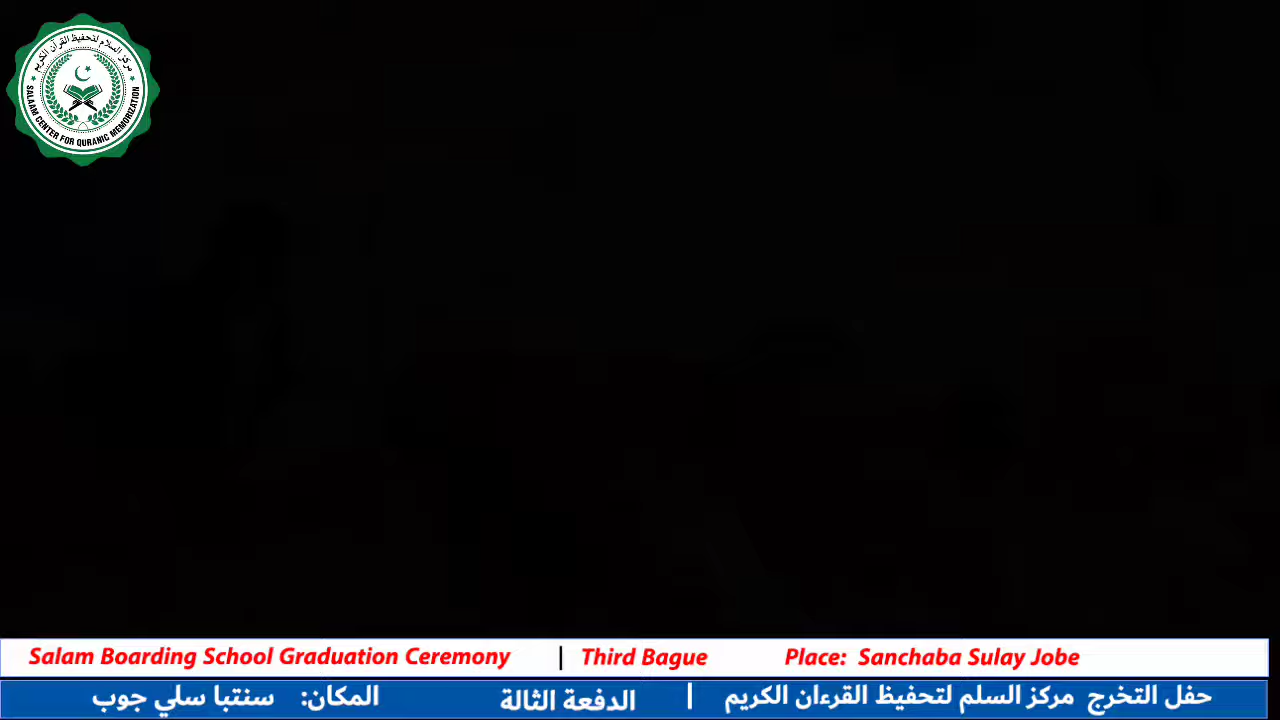 مركز السلام لتحفيظ القرآن الكريم
SALAAM CENTER FOR QURANIC MEMORIZATION
Salam Boarding School Graduation Ceremony | Third Bague Place: Sanchaba Sulay Jobe
حفل التخرج مركز السلم لتحفيظ القرءان الكريم | الدفعة الثالة المكان: سنتبا سلي جوب